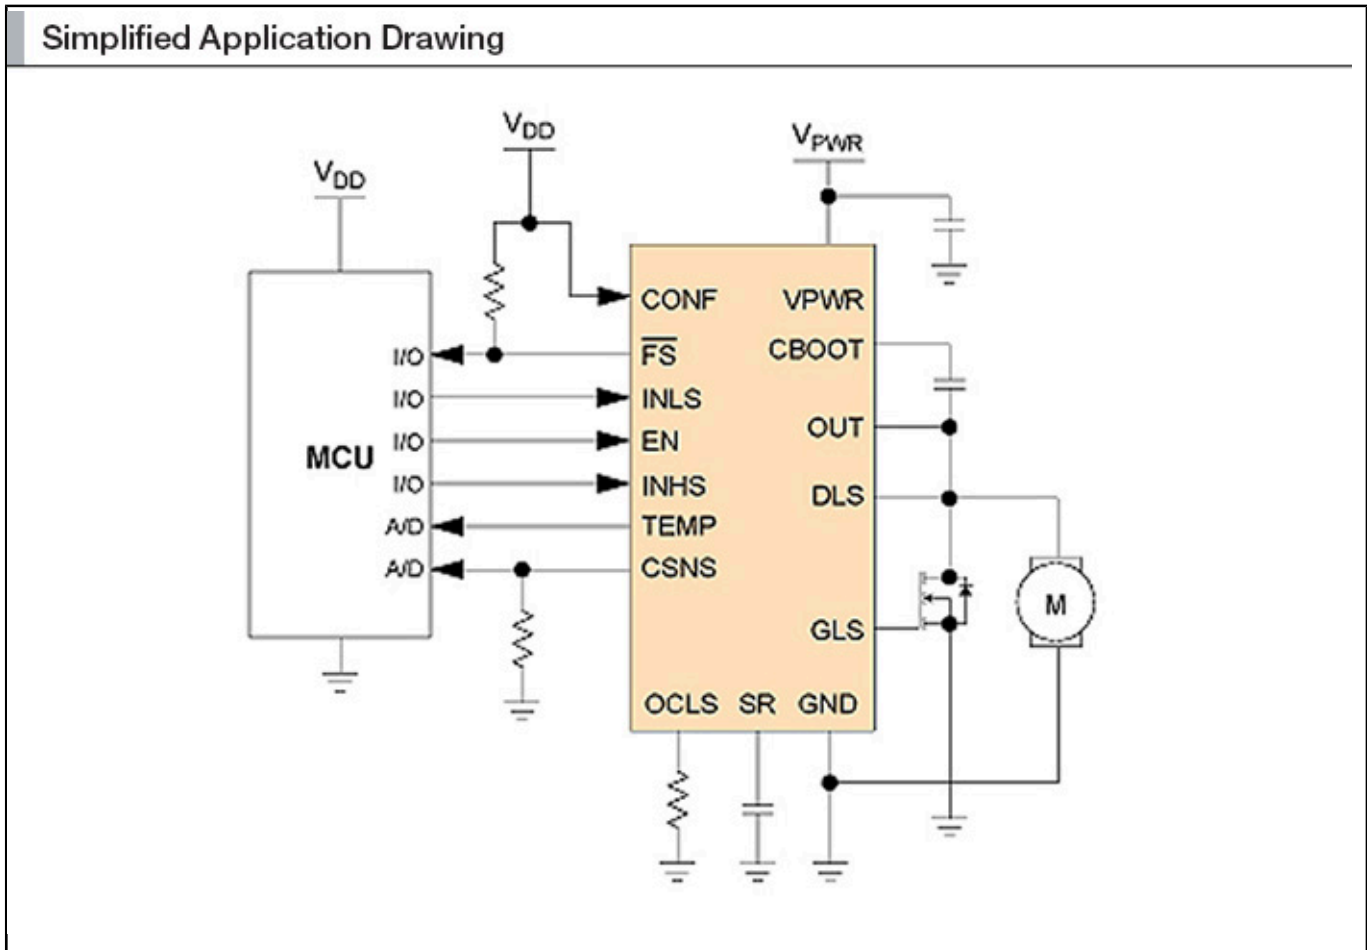 Simplified Application Drawing
VDD
VPWR
VDD
CONF
VPWR
I/O
FS
CBOOT
I/O
INLS
OUT
I/O
EN
MCU
I/O
INHS
DLS
A/D
TEMP
A/D
CSNS
M
GLS
OCLS SR GND